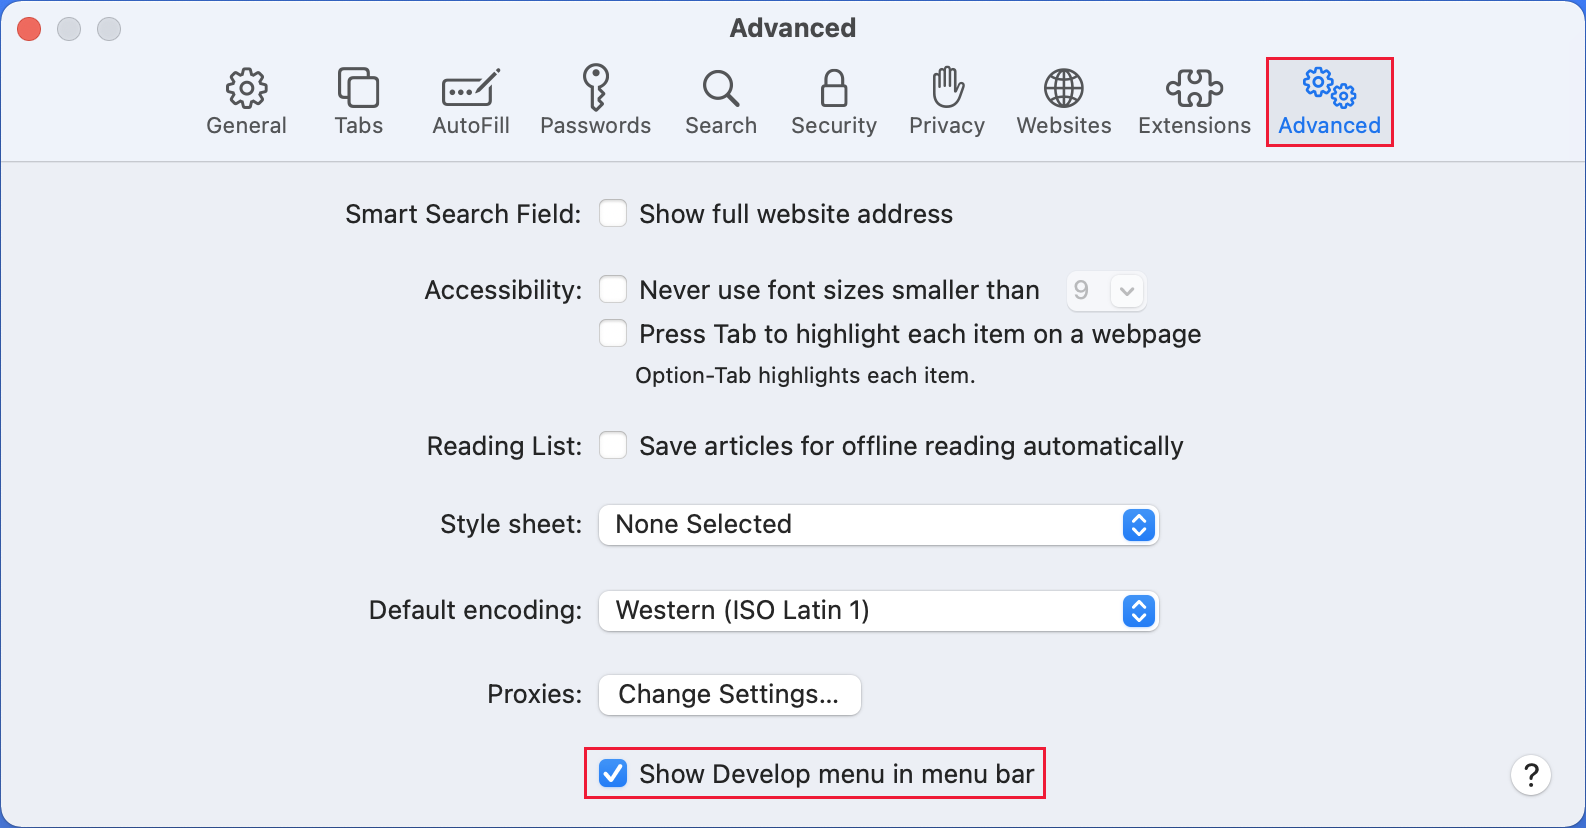 Advanced
General Tabs AutoFill Passwords Search Security Privacy Websites Extensions Advanced
Smart Search Field: Show full website address
Accessibility: Never use font sizes smaller than 9
Press Tab to highlight each item on a webpage
Option-Tab highlights each item.
Reading List: Save articles for offline reading automatically
Style sheet: None Selected
Default encoding: Western (ISO Latin 1)
Proxies: Change Settings...
Show Develop menu in menu bar
?